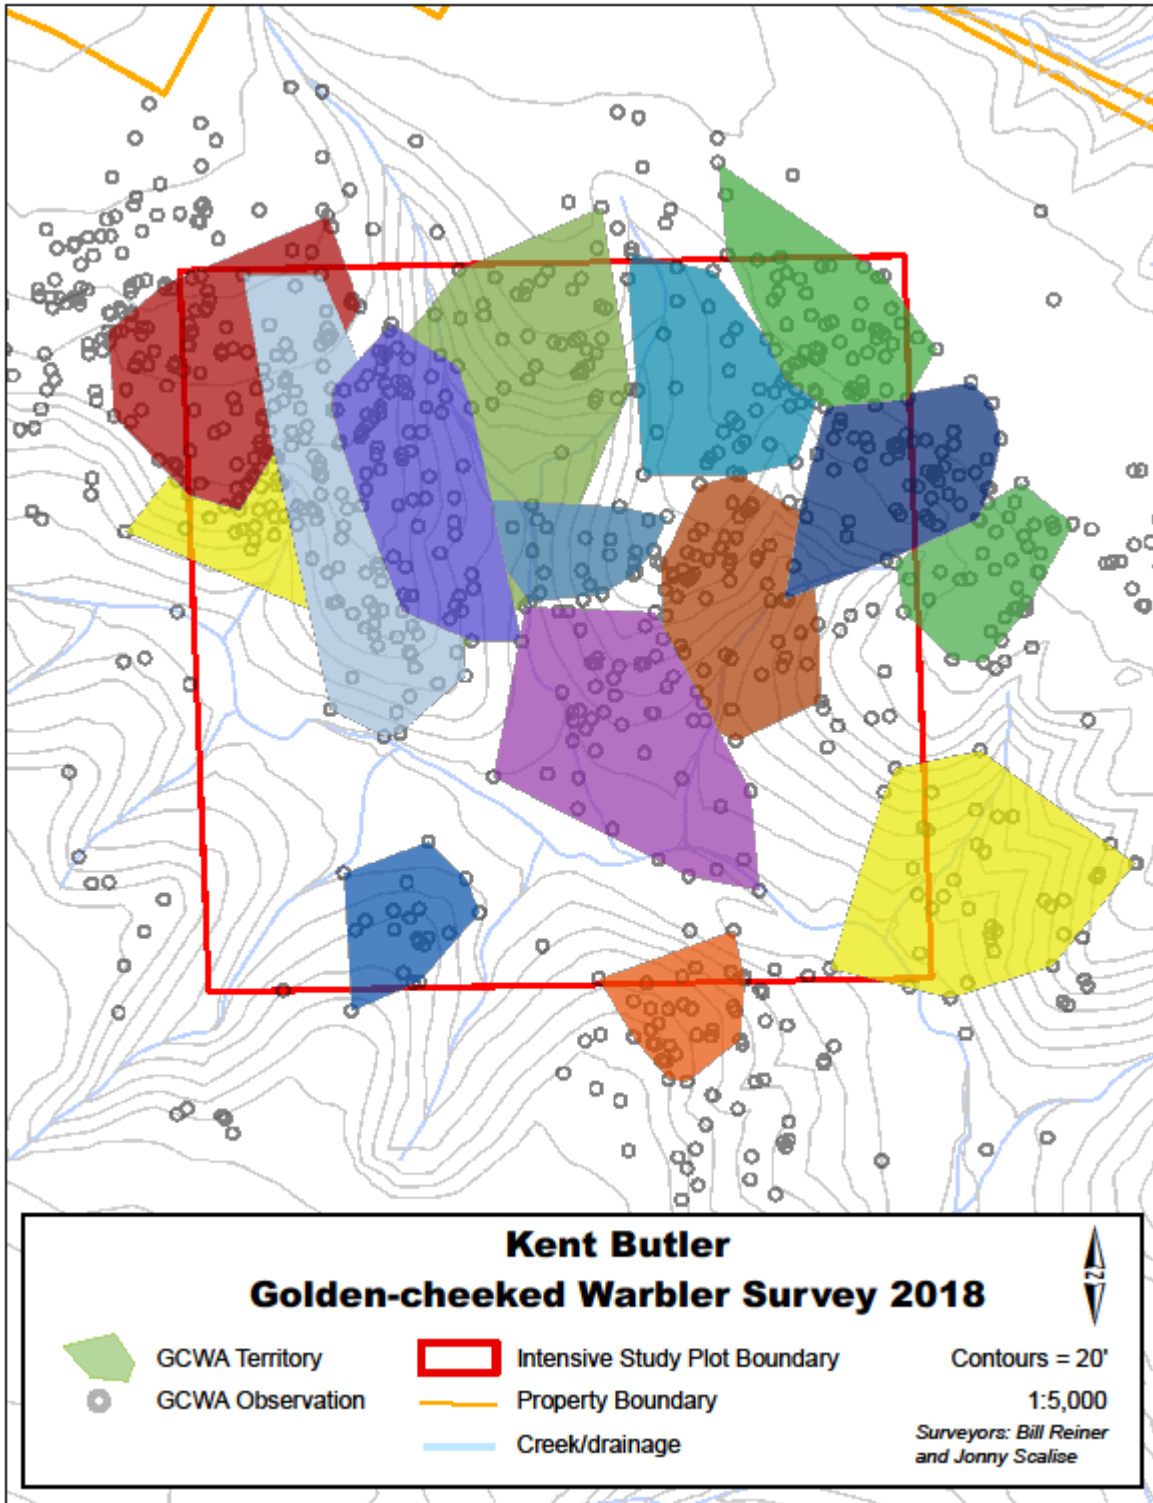 Kent Butler
Golden-cheeked Warbler Survey 2018
N
GCWA Territory
Intensive Study Plot Boundary
Contours = 20'
GCWA Observation
Property Boundary
1:5,000
Creek/drainage
Surveyors: Bill Reiner
and Jonny Scalise